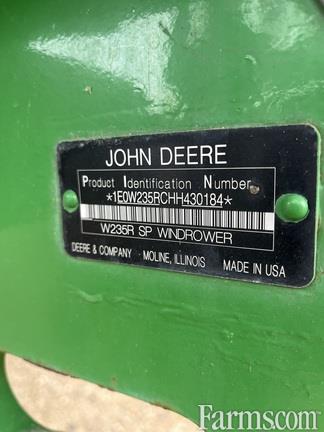 JOHN DEERE
Product Identification Number
*1E0W235RCHH430184*
W235R SP WINDROWER
DEERE & COMPANY MOLINE, ILLINOIS MADE IN USA
Farms.com